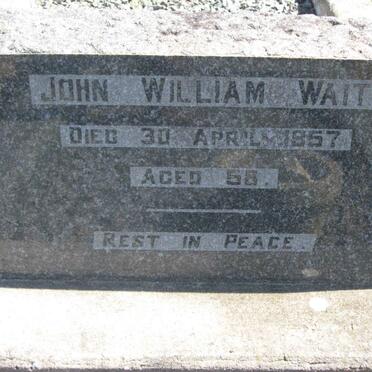 JOHN WILLIAM WAIT
DIED 30 APRIL 1957
AGED 58.
REST IN PEACE.